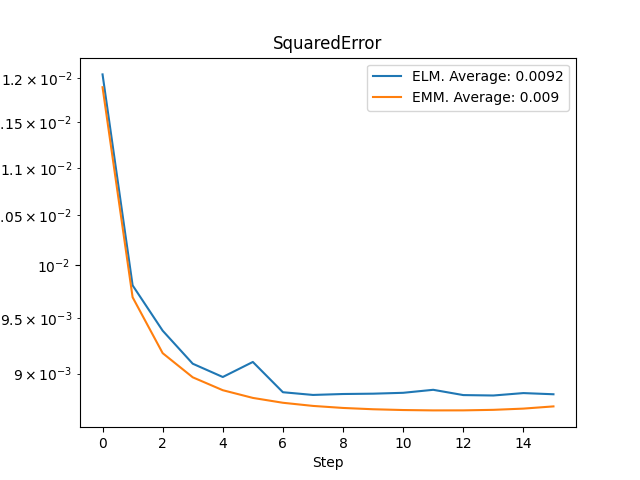 SquaredError
ELM. Average: 0.0092
EMM. Average: 0.009
1.2 × 10⁻²
.15 × 10⁻²
1.1 × 10⁻²
.05 × 10⁻²
10⁻²
9.5 × 10⁻³
9 × 10⁻³
0 2 4 6 8 10 12 14
Step